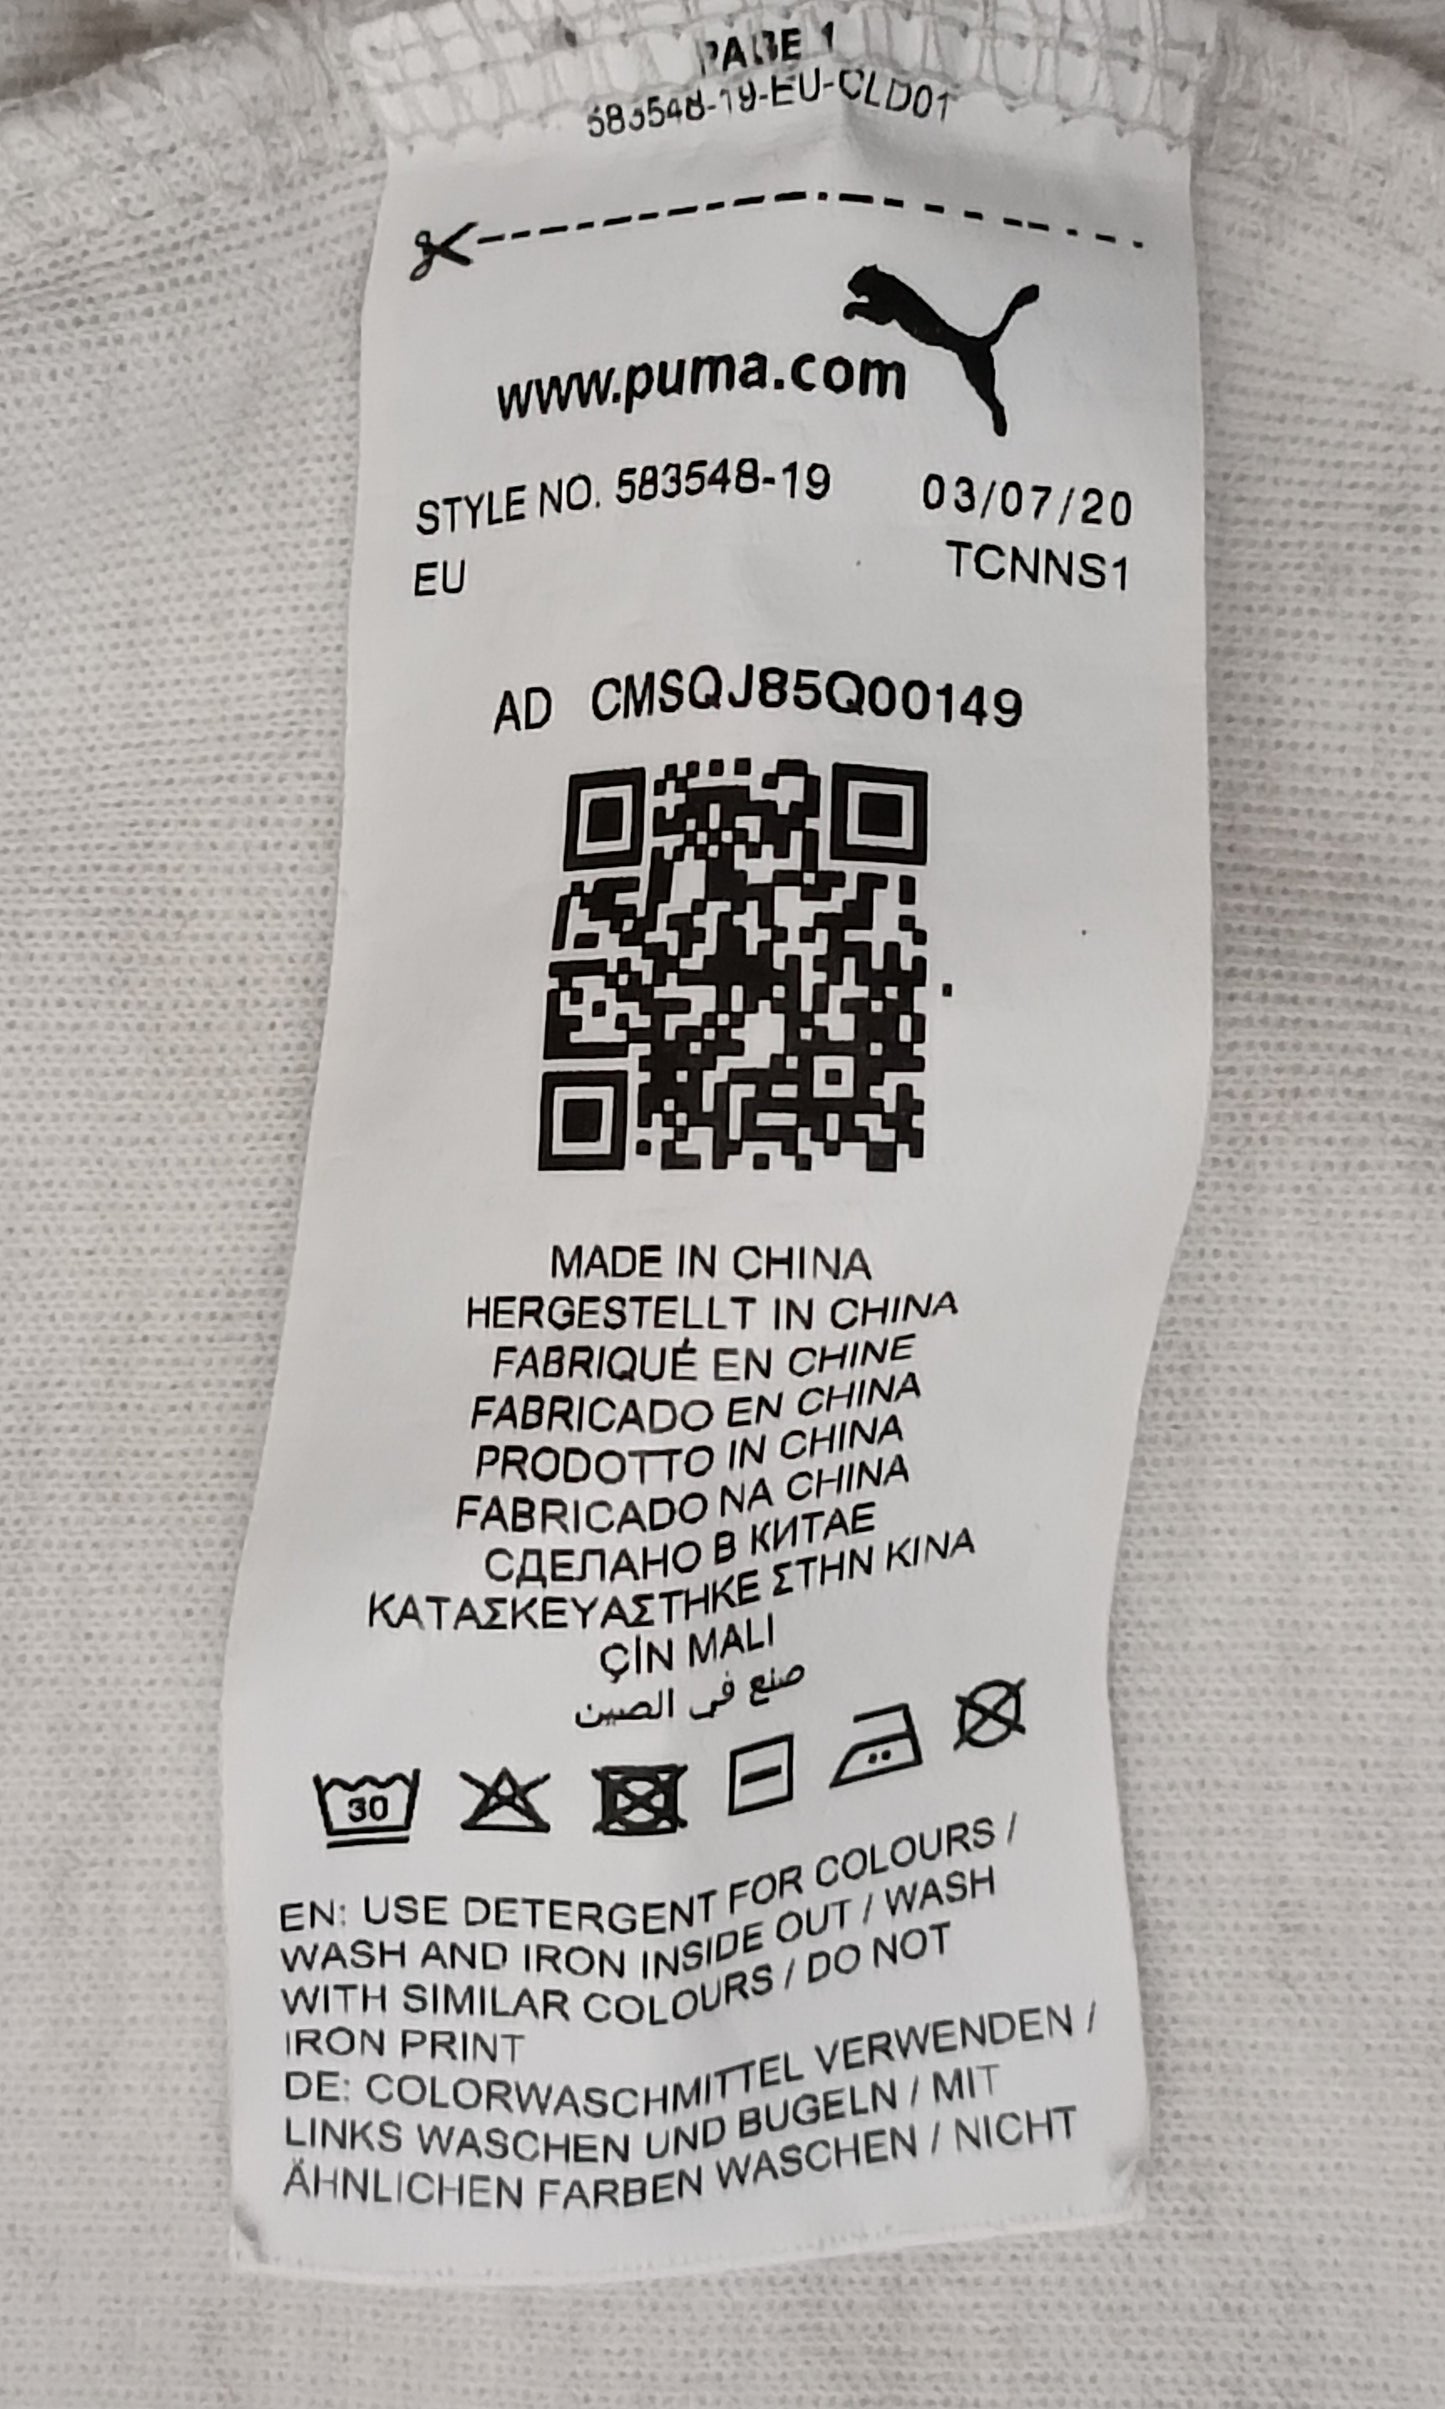 PAGE 1
583548-19-EU-CLD01
www.puma.com
STYLE NO. 583548-19 03/07/20
EU TCNNS1
AD CMSQJ85Q00149
MADE IN CHINA
HERGESTELLT IN CHINA
FABRIQUÉ EN CHINE
FABRICADO EN CHINA
PRODOTTO IN CHINA
FABRICADO NA CHINA
СДЕЛАНО В КИТАЕ
ΚΑΤΑΣΚΕΥΑΣΤΗΚΕ ΣΤΗΝ ΚΙΝΑ
ÇİN MALI
صنع في الصين
30
EN: USE DETERGENT FOR COLOURS /
WASH AND IRON INSIDE OUT / WASH
WITH SIMILAR COLOURS / DO NOT
IRON PRINT
DE: COLORWASCHMITTEL VERWENDEN /
LINKS WASCHEN UND BUGELN / MIT
ÄHNLICHEN FARBEN WASCHEN / NICHT